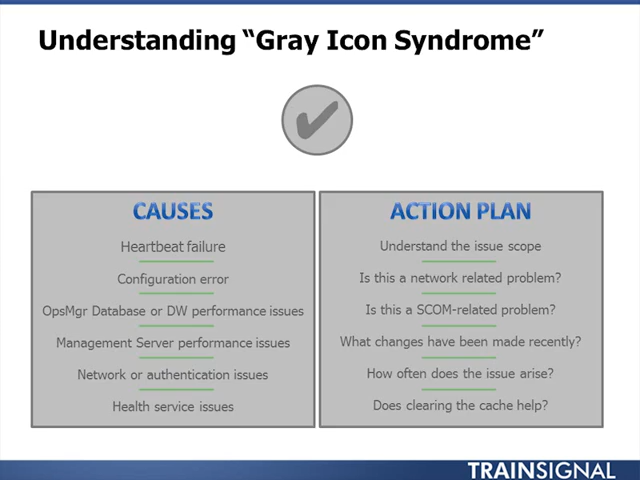 Understanding “Gray Icon Syndrome”
CAUSES
Heartbeat failure
Configuration error
OpsMgr Database or DW performance issues
Management Server performance issues
Network or authentication issues
Health service issues
ACTION PLAN
Understand the issue scope
Is this a network related problem?
Is this a SCOM-related problem?
What changes have been made recently?
How often does the issue arise?
Does clearing the cache help?
TRAINSIGNAL